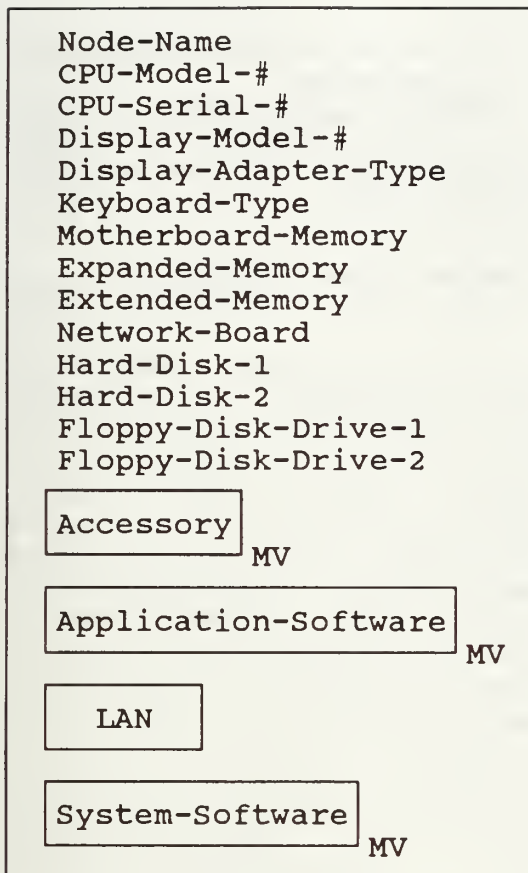 Node-Name
CPU-Model-#
CPU-Serial-#
Display-Model-#
Display-Adapter-Type
Keyboard-Type
Motherboard-Memory
Expanded-Memory
Extended-Memory
Network-Board
Hard-Disk-1
Hard-Disk-2
Floppy-Disk-Drive-1
Floppy-Disk-Drive-2
Accessory
MV
Application-Software
MV
LAN
System-Software
MV